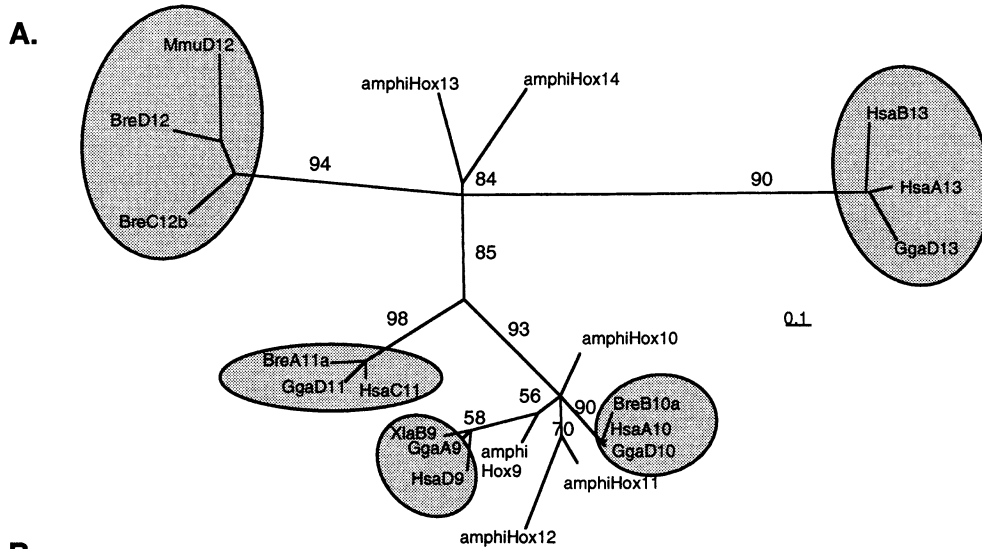 A.
MmuD12
amphiHox13
amphiHox14
HsaB13
BreD12
94
84
90
HsaA13
BreC12b
GgaD13
85
98
93
0.1
amphiHox10
BreA11a
GgaD11
HsaC11
56
90
BreB10a
58
XlaB9
70
HsaA10
GgaA9
amphi
Hox9
GgaD10
HsaD9
amphiHox11
amphiHox12